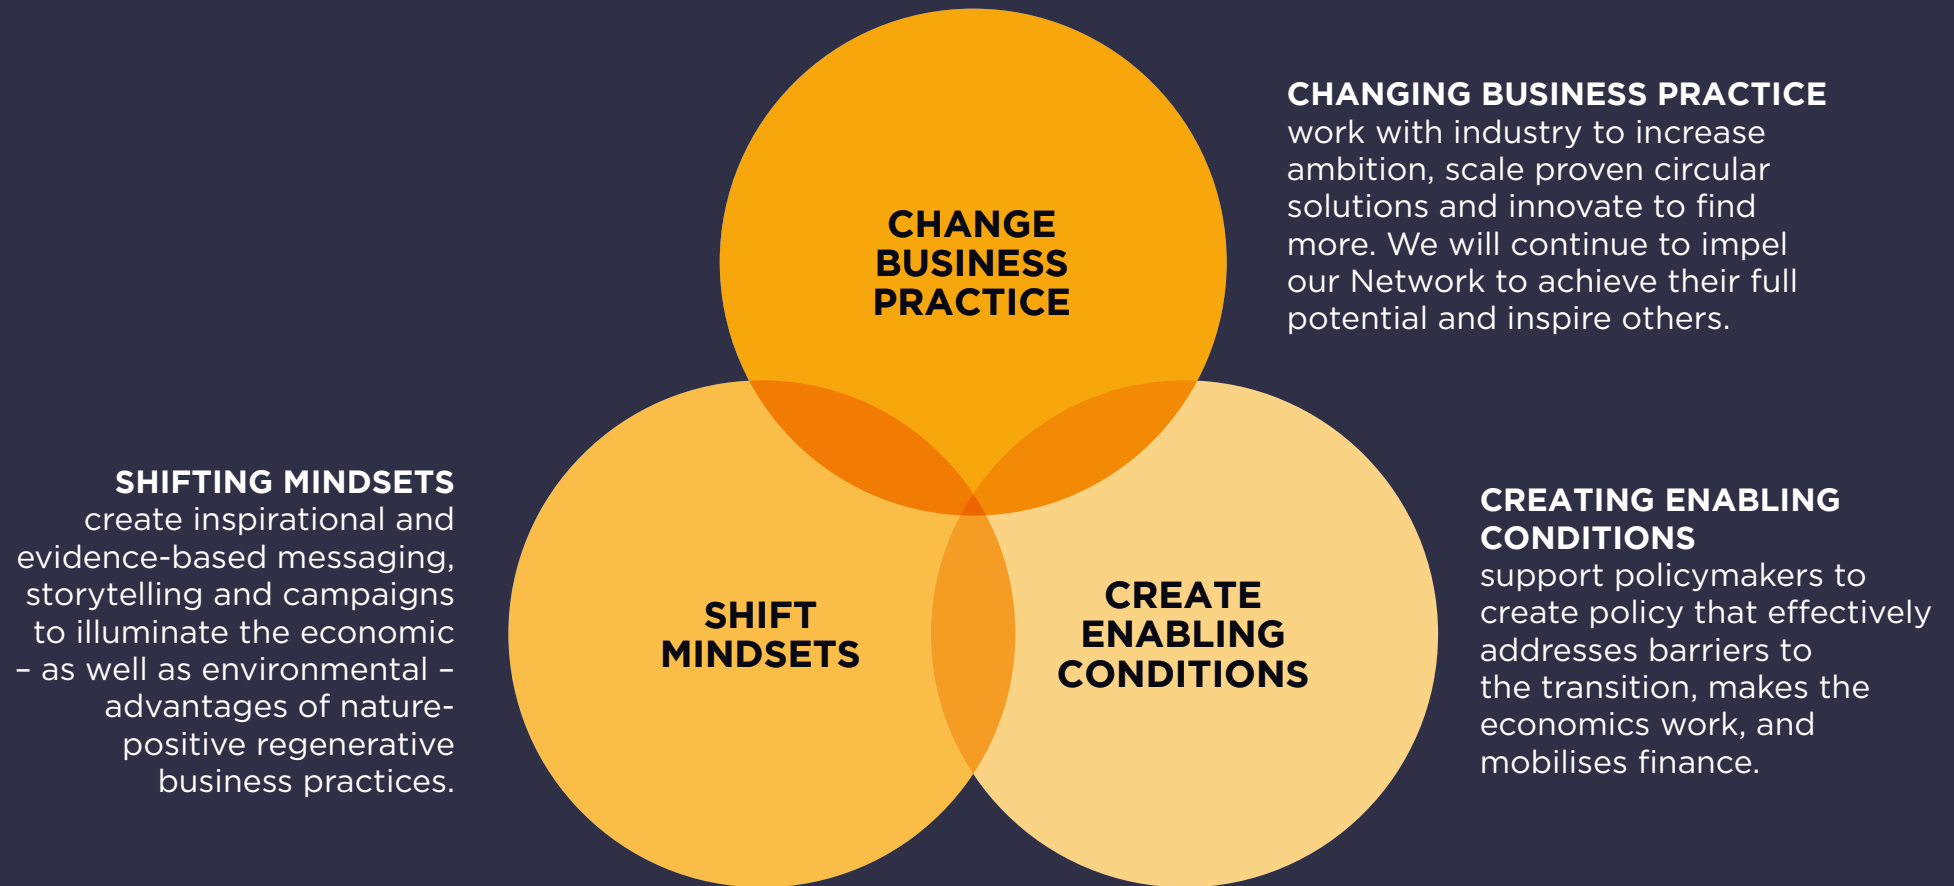 CHANGE
BUSINESS
PRACTICE
CHANGING BUSINESS PRACTICE
work with industry to increase
ambition, scale proven circular
solutions and innovate to find
more. We will continue to impel
our Network to achieve their full
potential and inspire others.
SHIFTING MINDSETS
create inspirational and
evidence-based messaging,
storytelling and campaigns
to illuminate the economic
– as well as environmental –
advantages of nature-
positive regenerative
business practices.
SHIFT
MINDSETS
CREATE
ENABLING
CONDITIONS
CREATING ENABLING
CONDITIONS
support policymakers to
create policy that effectively
addresses barriers to
the transition, makes the
economics work, and
mobilises finance.